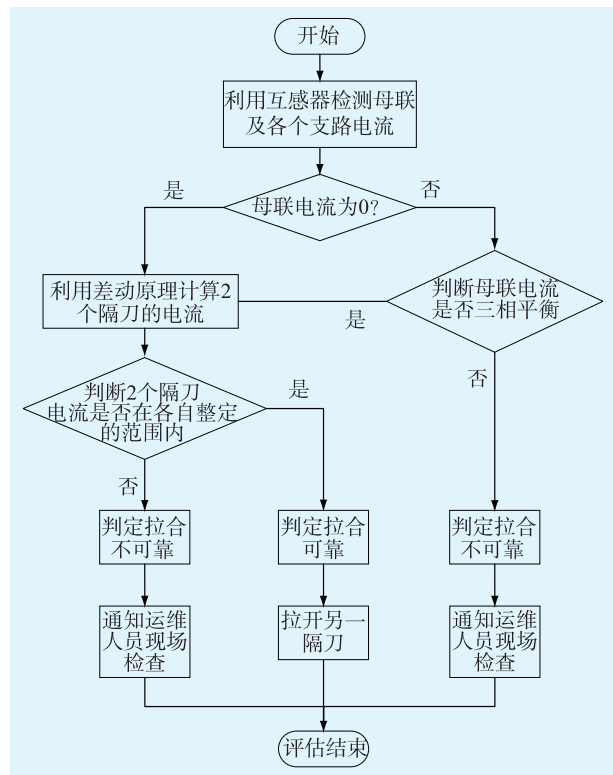 开始
利用互感器检测母联
及各个支路电流
母联电流为0?
是
否
利用差动原理计算2
个隔刀的电流
判断母联电流
是否三相平衡
是
否
判断2个隔刀
电流是否在各自整定
的范围内
是
否
判定拉合
不可靠
判定拉合
可靠
判定拉合
不可靠
通知运维
人员现场
检查
拉开另一
隔刀
通知运维
人员现场
检查
评估结束